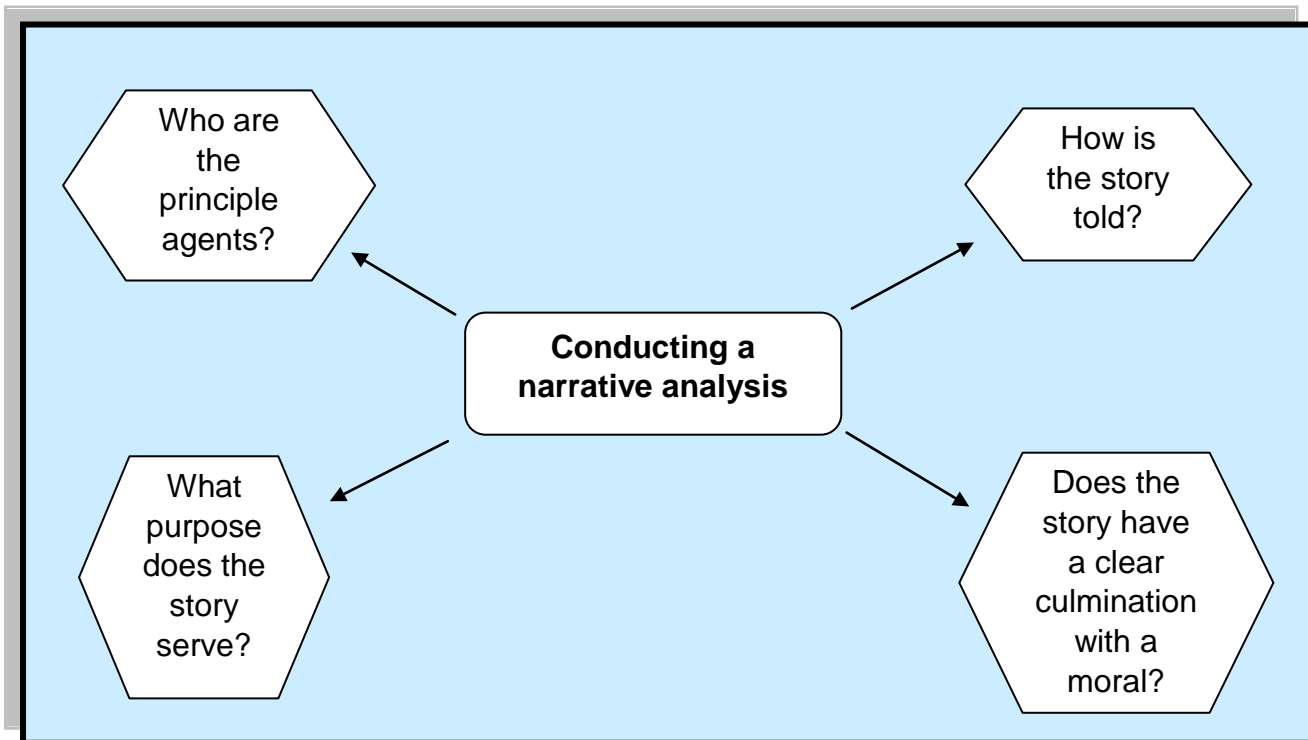 Who are
the
principle
agents?
How is
the story
told?
Conducting a
narrative analysis
What
purpose
does the
story
serve?
Does the
story have
a clear
culmination
with a
moral?